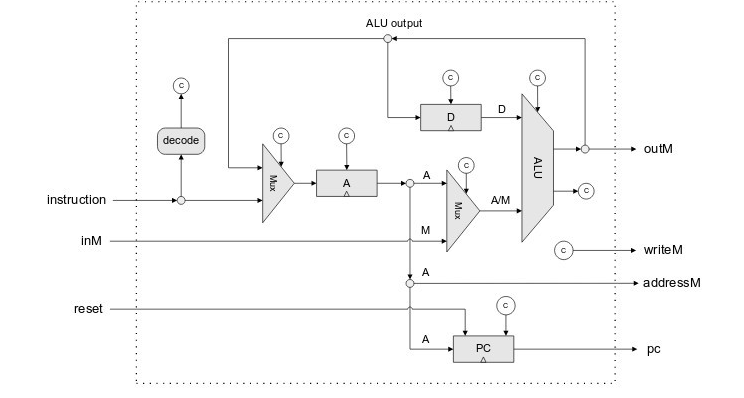 ALU output
C
C
C
D
D
decode
C
C
C
ALU
outM
Mux
A
A
Mux
A/M
C
instruction
M
inM
C
writeM
A
addressM
reset
C
A
PC
pc